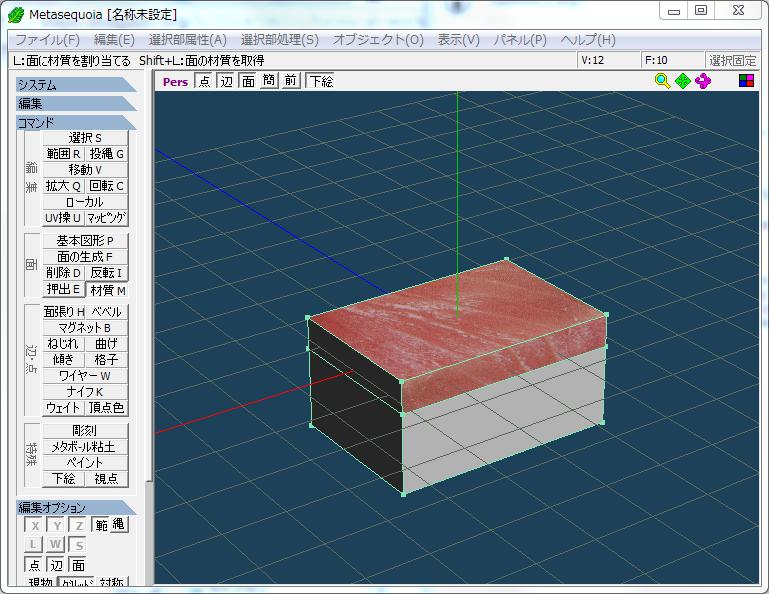 Metasequoia [名称未設定]
ファイル(F) 編集(E) 選択部属性(A) 選択部処理(S) オブジェクト(O) 表示(V) パネル(P) ヘルプ(H)
L:面に材質を割り当てる Shift+L:面の材質を取得 V:12 F:10 選択固定
システム
Pers 点 辺 面 簡 前 下絵
編集
コマンド
編集
選択 S
範囲 R 投縄 G
移動 V
拡大 Q 回転 C
ローカル
UV操 U マッピング
面
基本図形 P
面の生成 F
削除 D 反転 I
押出 E 材質 M
辺・点
面張り H ベベル
マグネット B
ねじれ 曲げ
傾き 格子
ワイヤー W
ナイフ K
ウェイト 頂点色
特殊
彫刻
メタボール粘土
ペイント
下絵 視点
編集オプション
X Y Z 範 縄
L W S
点 辺 面
現物 対称